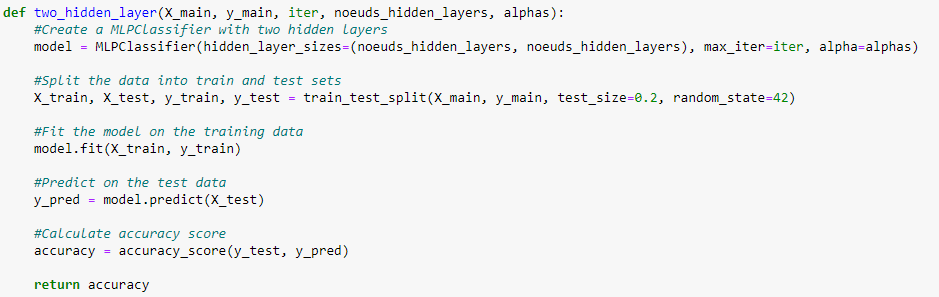 def two_hidden_layer(X_main, y_main, iter, noeuds_hidden_layers, alphas):
    #Create a MLPClassifier with two hidden layers
    model = MLPClassifier(hidden_layer_sizes=(noeuds_hidden_layers, noeuds_hidden_layers), max_iter=iter, alpha=alphas)
    #Split the data into train and test sets
    X_train, X_test, y_train, y_test = train_test_split(X_main, y_main, test_size=0.2, random_state=42)
    #Fit the model on the training data
    model.fit(X_train, y_train)
    #Predict on the test data
    y_pred = model.predict(X_test)
    #Calculate accuracy score
    accuracy = accuracy_score(y_test, y_pred)
    return accuracy